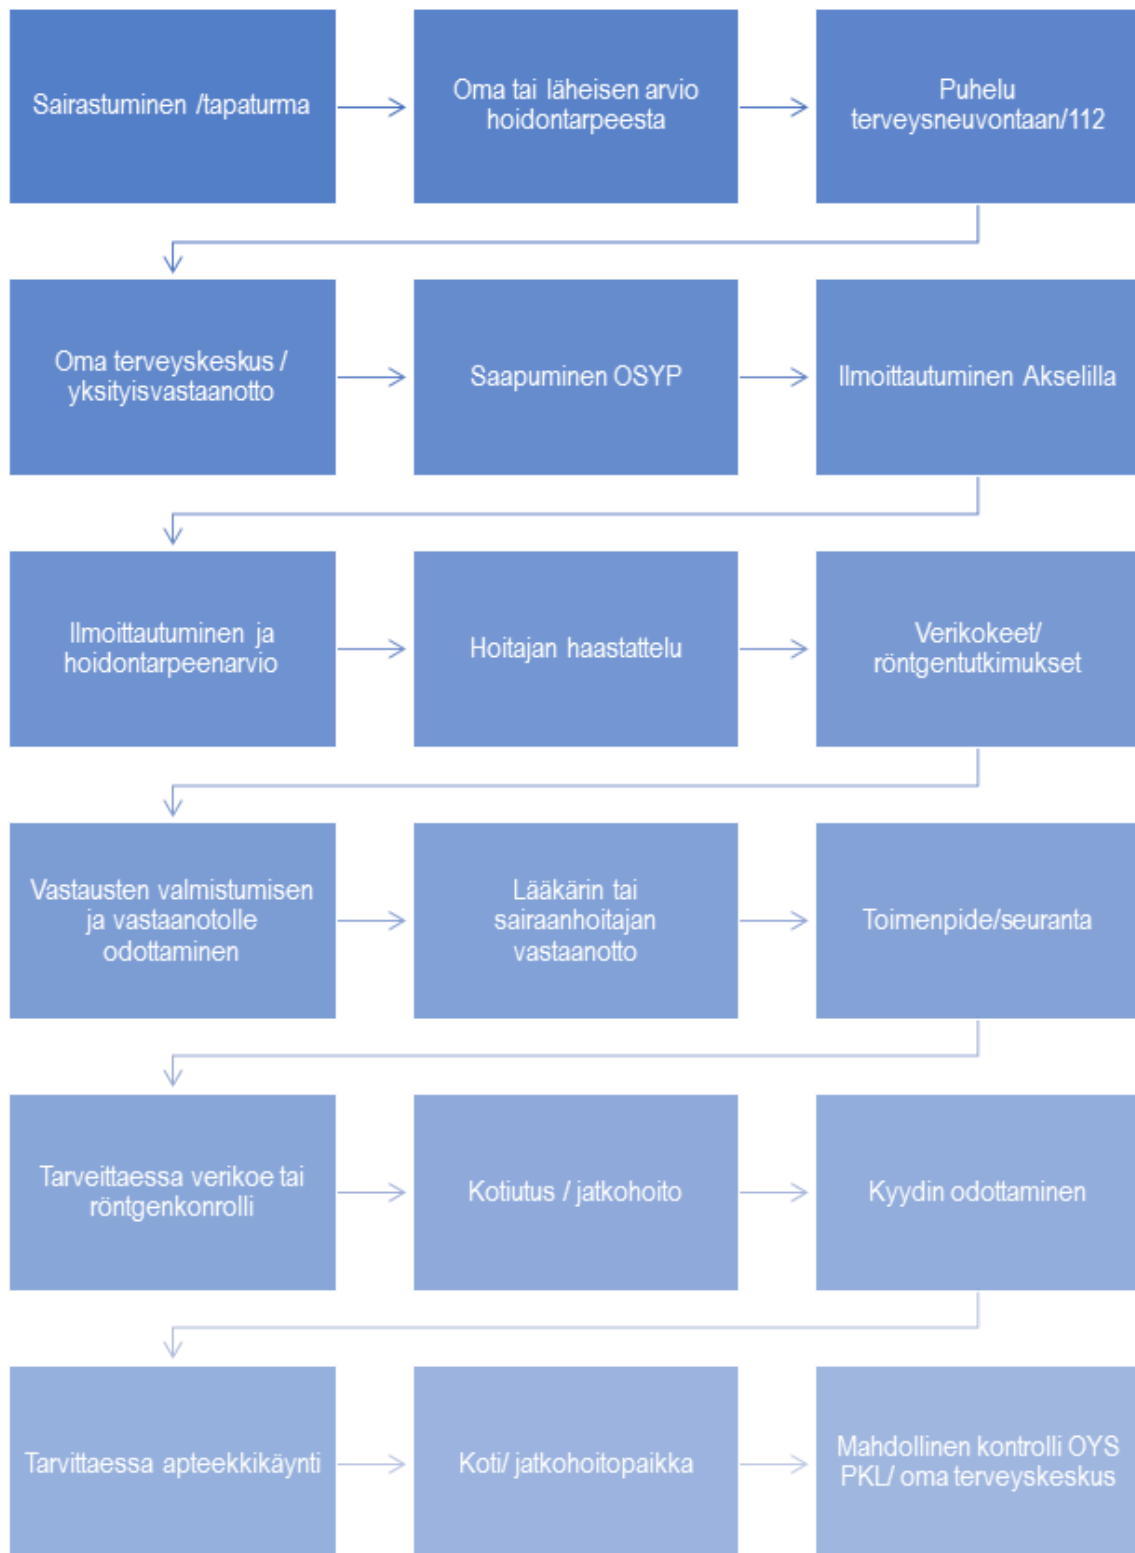 Sairastuminen /tapaturma
Oma tai läheisen arvio
hoidontarpeesta
Puhelu
terveysneuvontaan/112
Oma terveyskeskus /
yksityisvastaanotto
Saapuminen OSYP
Ilmoittautuminen Akselilla
Ilmoittautuminen ja
hoidontarpeenarvio
Hoitajan haastattelu
Verikokeet/
röntgentutkimukset
Vastausten valmistumisen
ja vastaanotolle
odottaminen
Lääkärin tai
sairaanhoitajan
vastaanotto
Toimenpide/seuranta
Tarveittaessa verikoe tai
röntgenkonrolli
Kotiutus / jatkohoito
Kyydin odottaminen
Tarvittaessa apteekkikäynti
Koti/ jatkohoitopaikka
Mahdollinen kontrolli OYS
PKL/ oma terveyskeskus